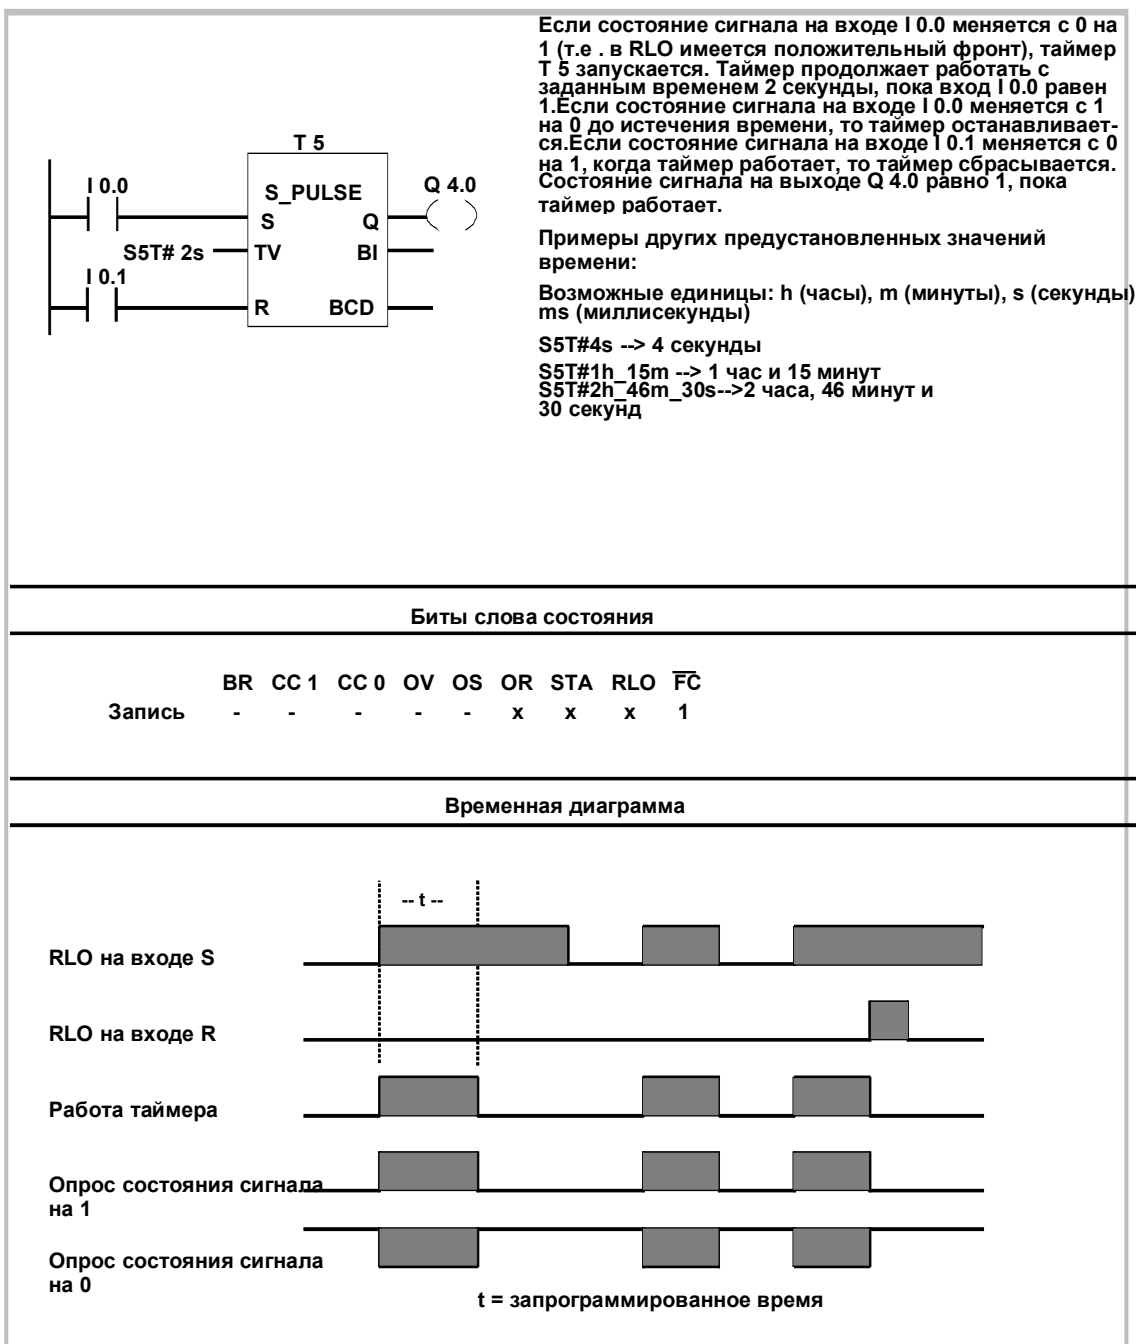 Если состояние сигнала на входе I 0.0 меняется с 0 на
1 (т.е . в RLO имеется положительный фронт), таймер
T 5 запускается. Таймер продолжает работать с
заданным временем 2 секунды, пока вход I 0.0 равен
1.Если состояние сигнала на входе I 0.0 меняется с 1
на 0 до истечения времени, то таймер останавливает-
ся.Если состояние сигнала на входе I 0.1 меняется с 0
на 1, когда таймер работает, то таймер сбрасывается.
Состояние сигнала на выходе Q 4.0 равно 1, пока
таймер работает.
Примеры других предустановленных значений
времени:
Возможные единицы: h (часы), m (минуты), s (секунды)
ms (миллисекунды)
S5T#4s --> 4 секунды
S5T#1h_15m --> 1 час и 15 минут
S5T#2h_46m_30s-->2 часа, 46 минут и
30 секунд
T 5
I 0.0
S_PULSE
Q 4.0
S Q
S5T# 2s TV BI
I 0.1
R BCD
Биты слова состояния
BR CC 1 CC 0 OV OS OR STA RLO F̅C̅
Запись - - - - - x x x 1
Временная диаграмма
-- t --
RLO на входе S
RLO на входе R
Работа таймера
Опрос состояния сигнала
на 1
Опрос состояния сигнала
на 0
t = запрограммированное время